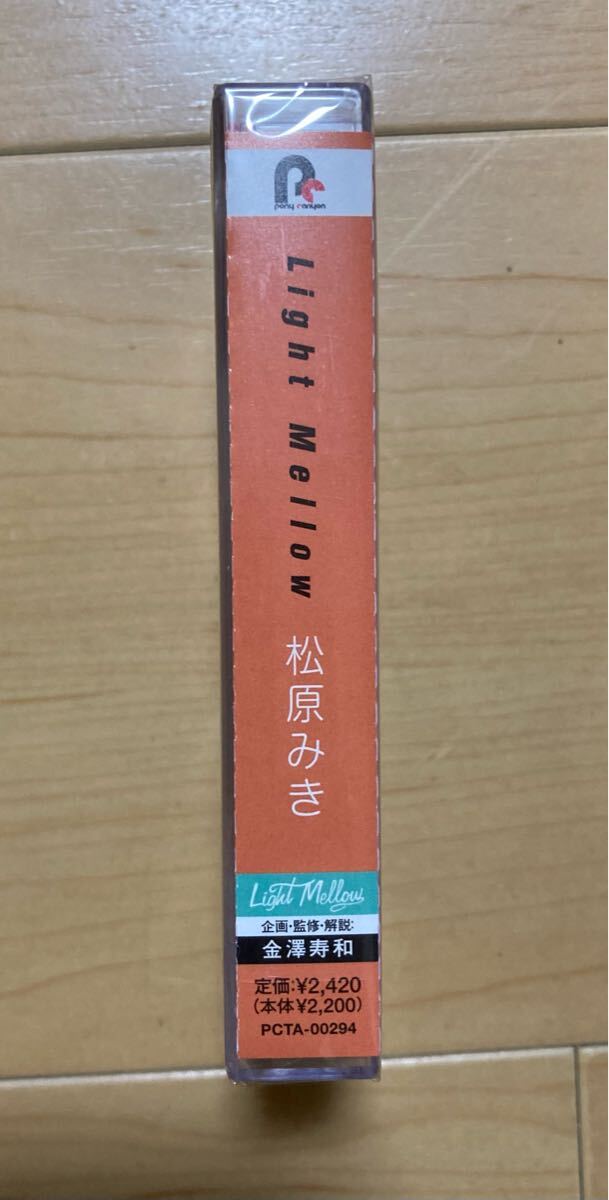 pony canyon
Light Mellow 松原みき
Light Mellow
企画・監修・解説:
金澤寿和
定価:¥2,420
(本体¥2,200)
PCTA-00294